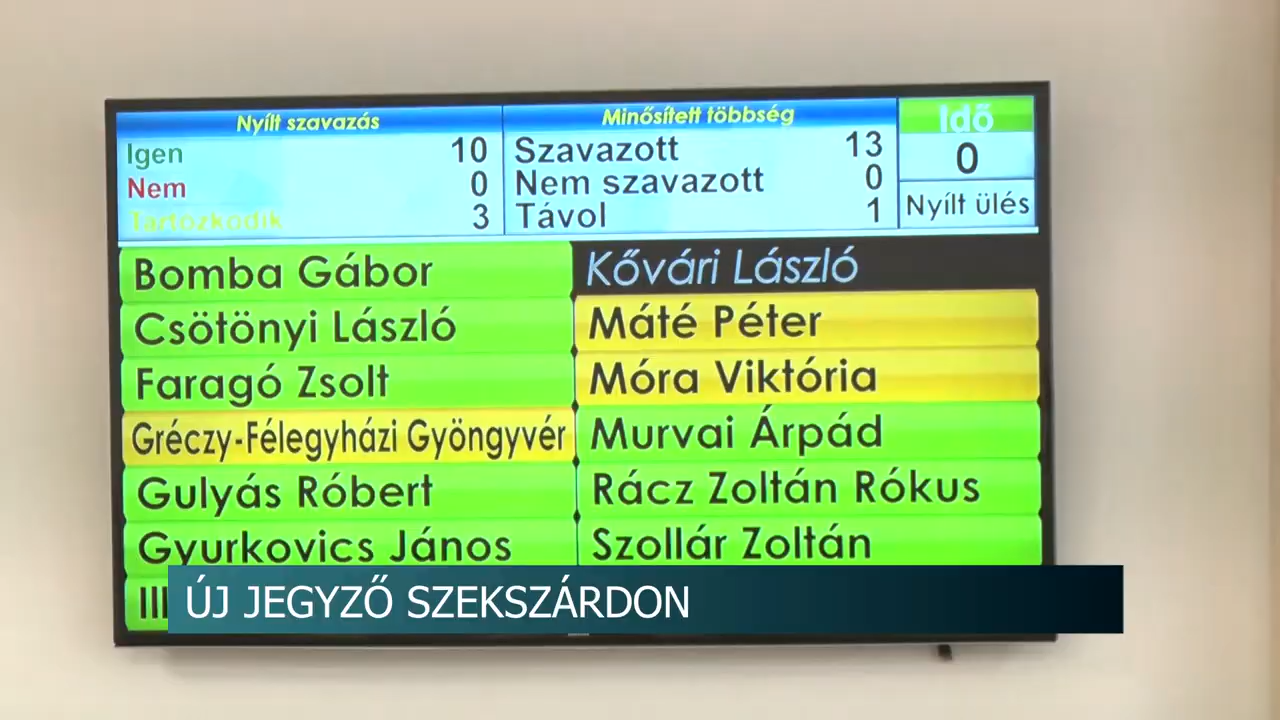 Nyílt szavazás
Igen 10
Nem 0
Tartózkodik 3
Minősített többség
Szavazott 13
Nem szavazott 0
Távol 1
Idő
0
Nyílt ülés
Bomba Gábor
Csötönyi László
Faragó Zsolt
Gréczy-Félegyházi Gyöngyvér
Gulyás Róbert
Gyurkovics János
Kővári László
Máté Péter
Móra Viktória
Murvai Árpád
Rácz Zoltán Rókus
Szollár Zoltán
ÚJ JEGYZŐ SZEKSZÁRDON